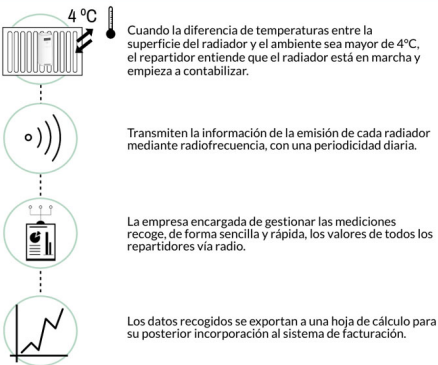 4 ºC
Cuando la diferencia de temperaturas entre la
superficie del radiador y el ambiente sea mayor de 4ºC,
el repartidor entiende que el radiador está en marcha y
empieza a contabilizar.
Transmiten la información de la emisión de cada radiador
mediante radiofrecuencia, con una periodicidad diaria.
La empresa encargada de gestionar las mediciones
recoge, de forma sencilla y rápida, los valores de todos los
repartidores vía radio.
Los datos recogidos se exportan a una hoja de cálculo para
su posterior incorporación al sistema de facturación.